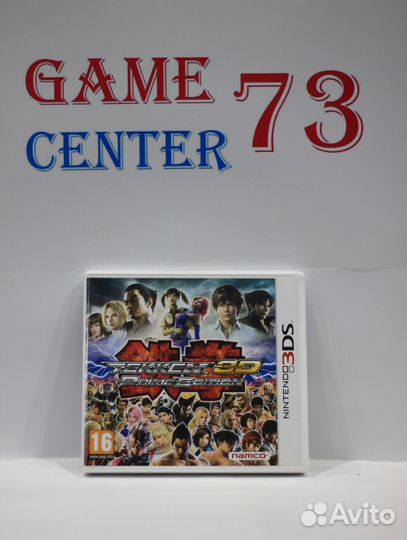 GAME 73
CENTER
TEKKEN 3D
PRIME EDITION
NINTENDO 3DS
16
www.pegi.info
namco
Avito